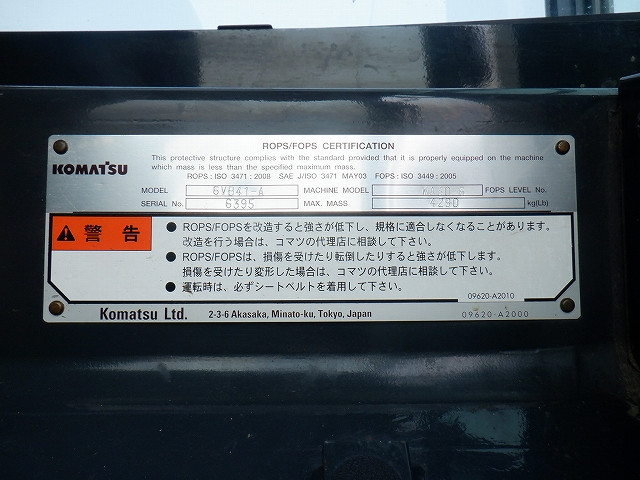 ROPS/FOPS CERTIFICATION
KOMATSU
This protective structure complies with the standard provided that it is properly equipped on the machine
which mass is less than the specified maximum mass.
ROPS : ISO 3471 : 2008 SAE J/ISO 3471 MAY03 FOPS : ISO 3449 : 2005
MODEL 6VB41-A MACHINE MODEL FOPS LEVEL No.
SERIAL No. 6395 MAX. MASS 4290 kg(Lb)
警告
● ROPS/FOPSを改造すると強さが低下し、規格に適合しなくなることがあります。
改造を行う場合は、コマツの代理店に相談して下さい。
● ROPS/FOPSは、損傷を受けたり転倒したりすると強さが低下します。
損傷を受けたり変形した場合は、コマツの代理店に相談して下さい。
● 運転時は、必ずシートベルトを着用して下さい。
09620-A2010
Komatsu Ltd. 2-3-6 Akasaka, Minato-ku, Tokyo, Japan
09620-A2000